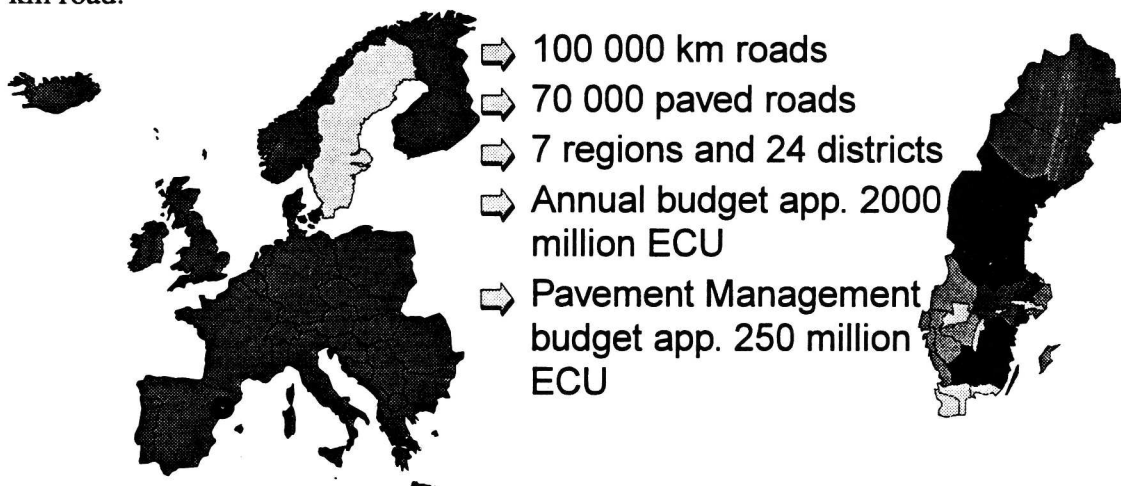 km road.
100 000 km roads
70 000 paved roads
7 regions and 24 districts
Annual budget app. 2000
million ECU
Pavement Management
budget app. 250 million
ECU